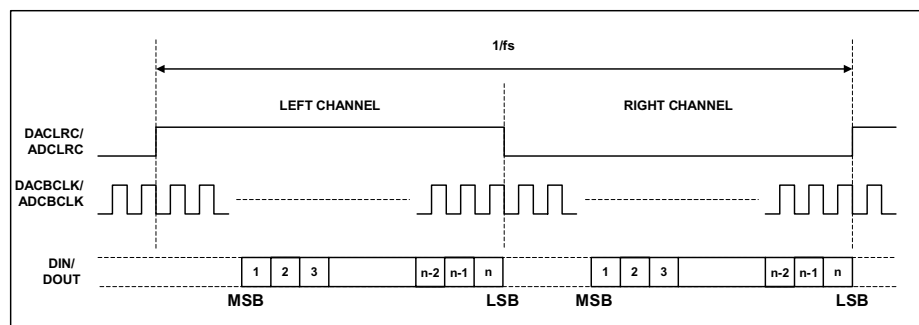 1/fs
LEFT CHANNEL RIGHT CHANNEL
DACLRC/
ADCLRC
DACBCLK/
ADCBCLK
DIN/
DOUT
1 2 3 n-2 n-1 n 1 2 3 n-2 n-1 n
MSB LSB MSB LSB